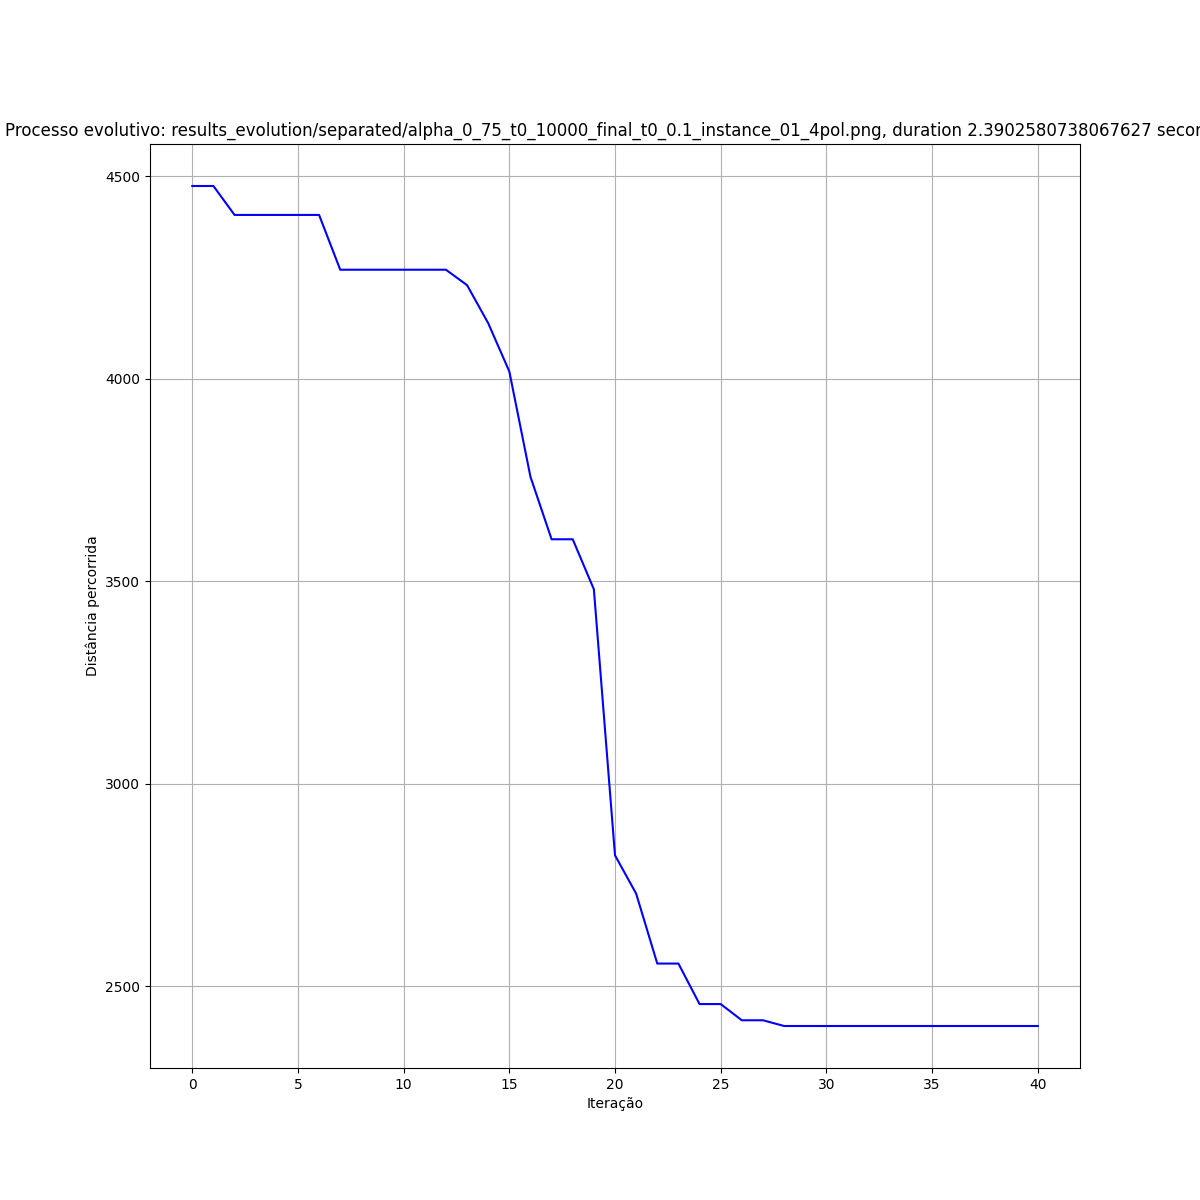 Processo evolutivo: results_evolution/separated/alpha_0_75_t0_10000_final_t0_0.1_instance_01_4pol.png, duration 2.3902580738067627 secon
4500
4000
3500
3000
2500
Distância percorrida
0 5 10 15 20 25 30 35 40
Iteração